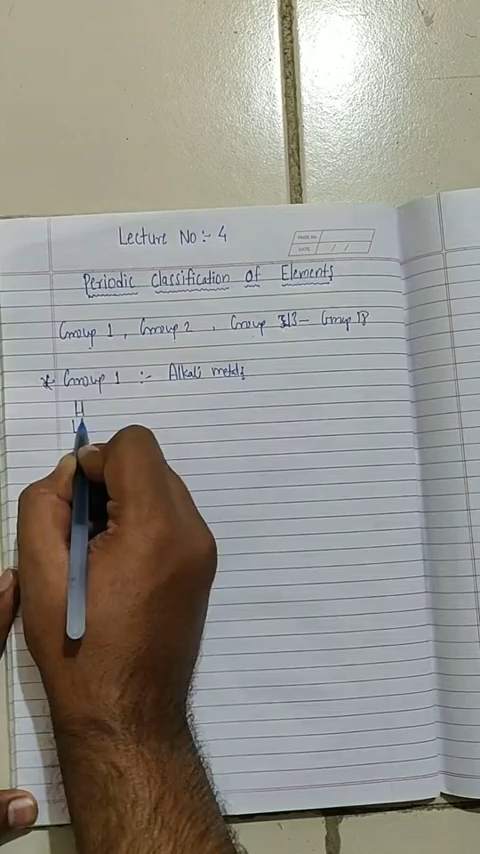 Lecture No :- 4
PAGE No.
DATE / /
Periodic Classification of Elements
Group 1, Group 2, Group 13 - Group 18
* Group 1 :- Alkali metals
H